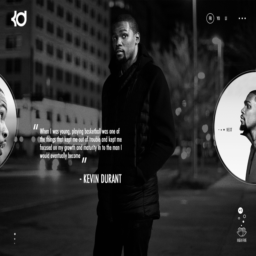 "When I was young, playing basketball was one of
the things that kept me out of trouble and kept me
focused on my growth and maturity in to the man I
would eventually become"
- KEVIN DURANT